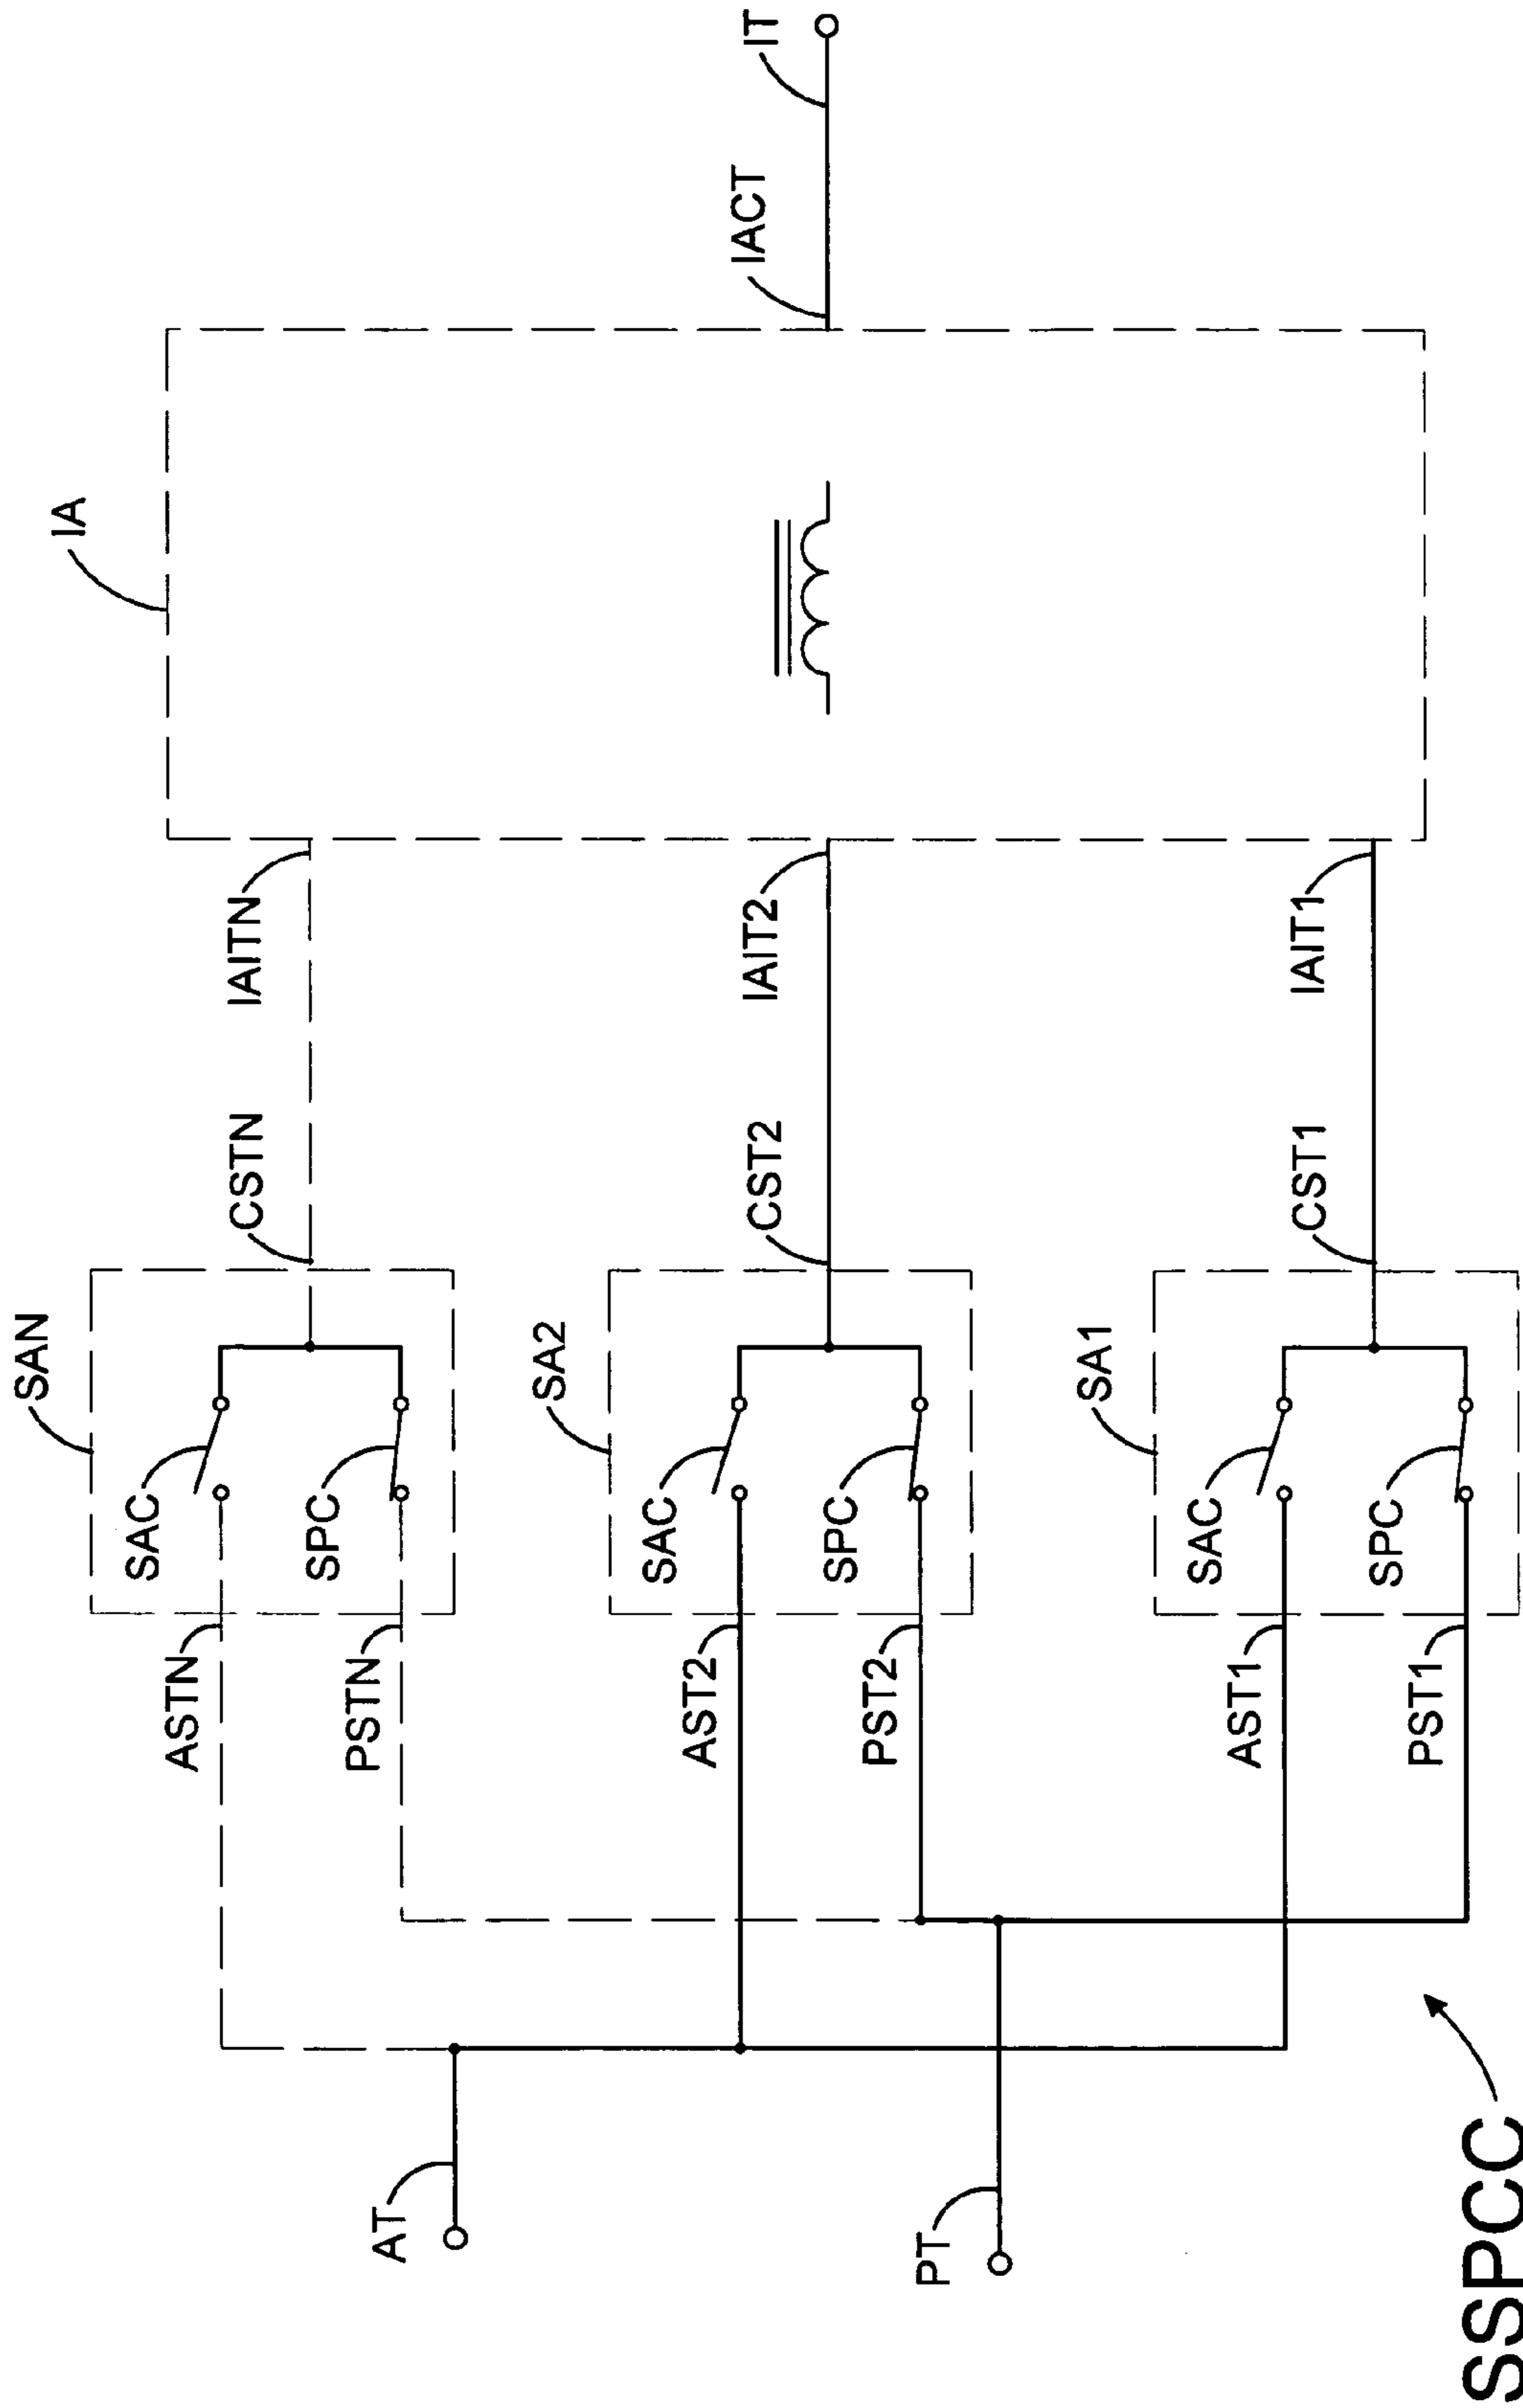 IT
IACT
IA
IAITN
IAIT2
IAIT1
CSTN
CST2
CST1
SAN
SA2
SA1
SAC
SPC
SAC
SPC
SAC
SPC
ASTN
PSTN
AST2
PST2
AST1
PST1
AT
PT
SSPCC